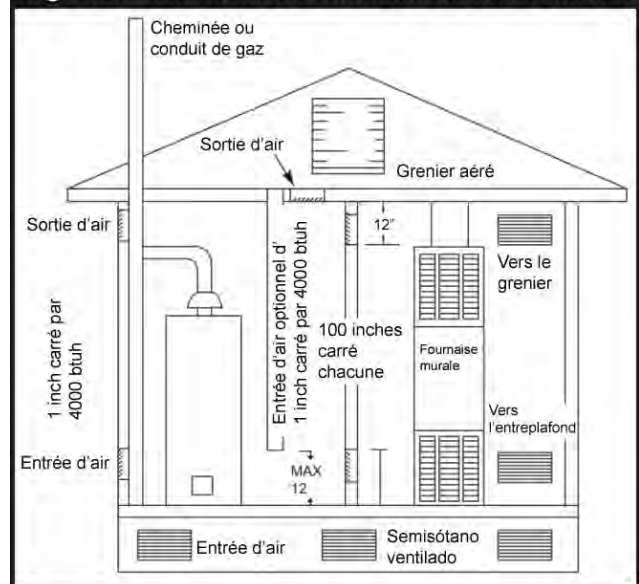 Cheminée ou
conduit de gaz
Sortie d'air
Grenier aéré
Sortie d'air
12"
Vers le
grenier
1 inch carré par
4000 btuh
Entrée d'air optionnel d'
1 inch carré par 4000 btuh
100 inches
carré
chacune
Fournaise
murale
Vers
l'entreplafond
Entrée d'air
MAX
12
Entrée d'air
Semisótano
ventilado